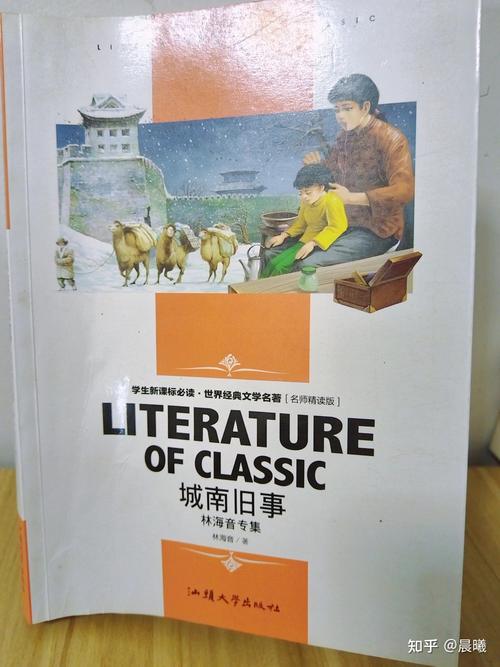 学生新课标必读·世界经典文学名著［名师精读版］
LITERATURE
OF CLASSIC
城南旧事
林海音专集
林海音/著
汕頭大学出版社
知乎 @晨曦